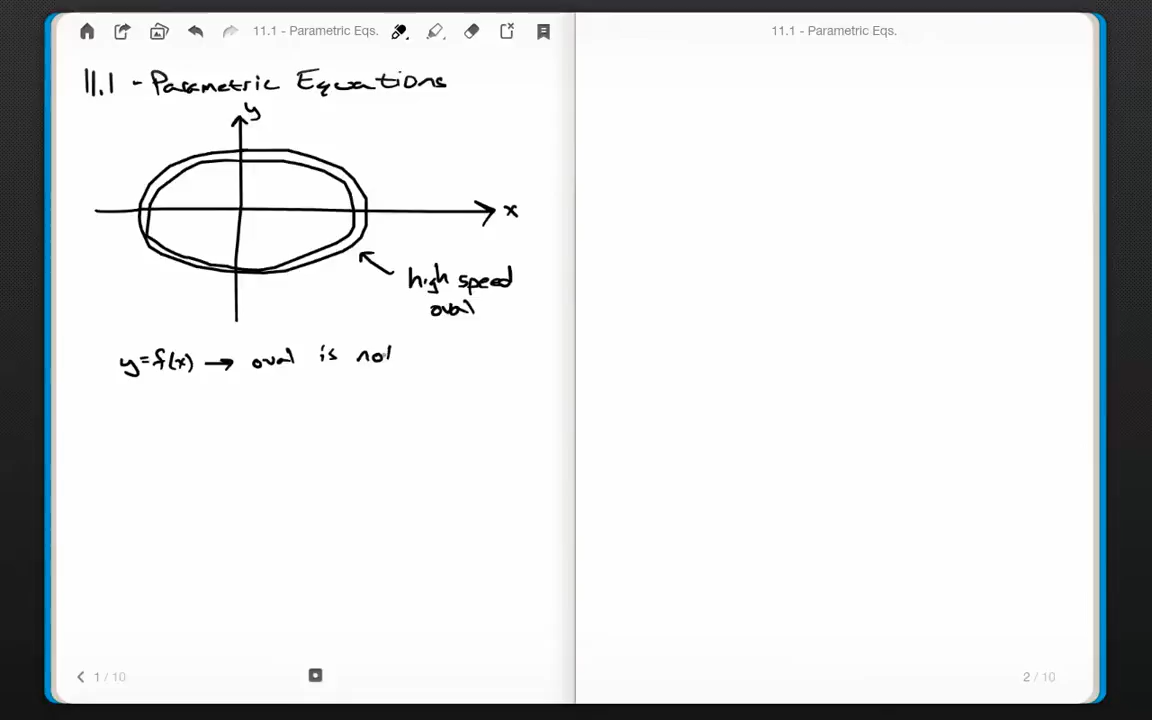 11.1 - Parametric Eqs.
11.1 - Parametric Equations
y
x
high speed
oval
y=f(x) → oval is not
1 / 10
11.1 - Parametric Eqs.
2 / 10